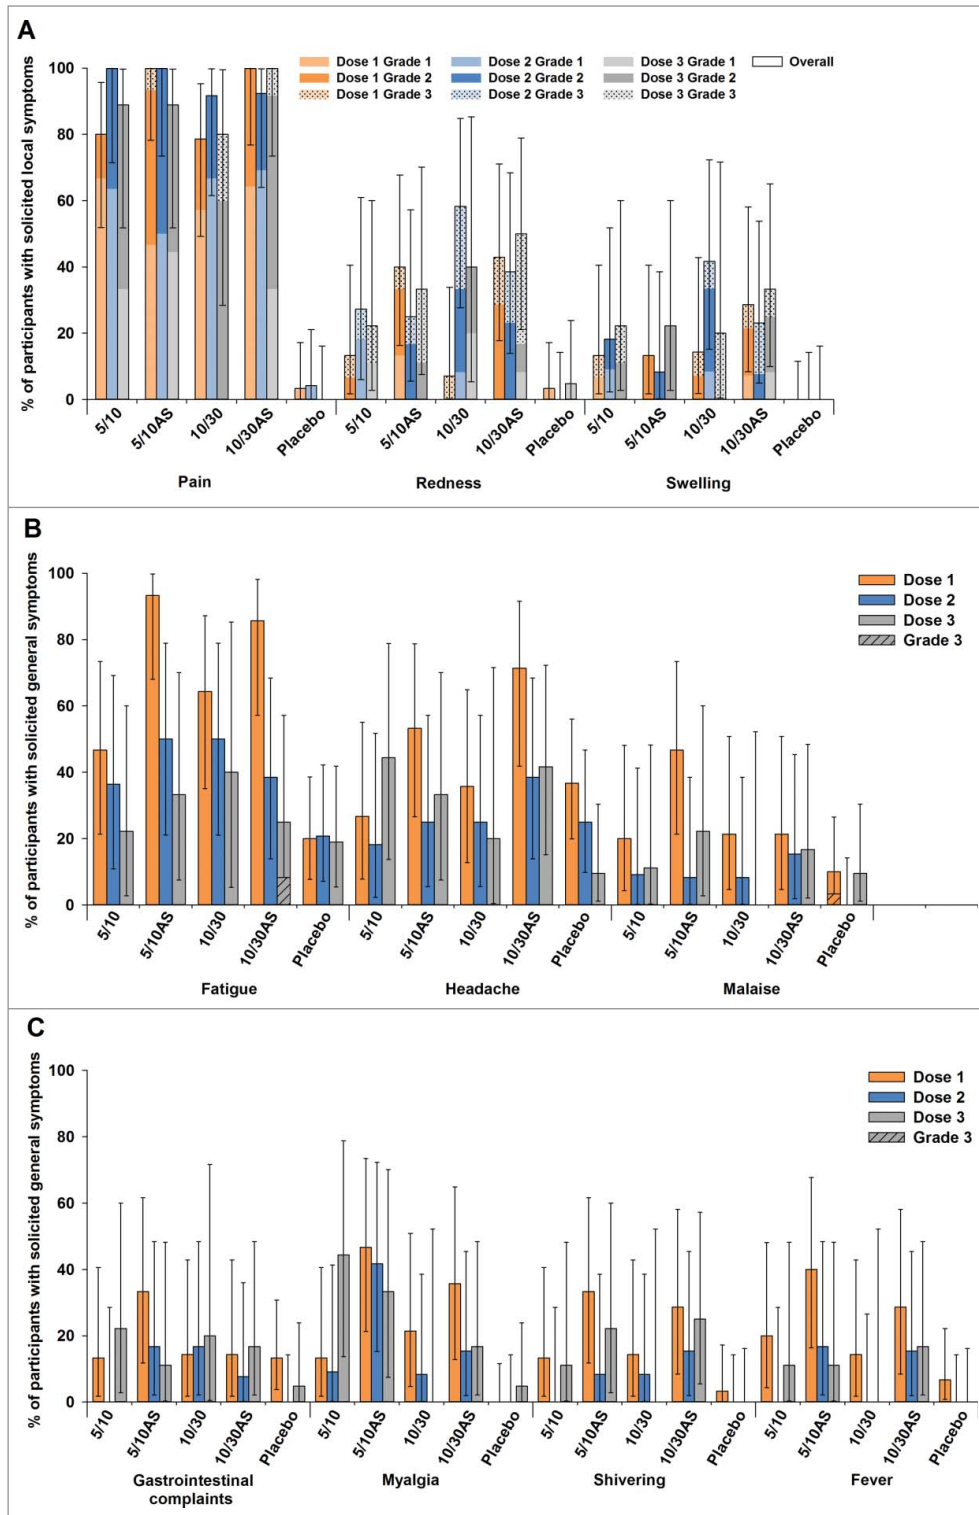 A
% of participants with solicited local symptoms
Dose 1 Grade 1 Dose 2 Grade 1 Dose 3 Grade 1 Overall
Dose 1 Grade 2 Dose 2 Grade 2 Dose 3 Grade 2
Dose 1 Grade 3 Dose 2 Grade 3 Dose 3 Grade 3
100
80
60
40
20
0
5/10 5/10AS 10/30 10/30AS Placebo 5/10 5/10AS 10/30 10/30AS Placebo 5/10 5/10AS 10/30 10/30AS Placebo
Pain Redness Swelling
B
% of participants with solicited general symptoms
Dose 1
Dose 2
Dose 3
Grade 3
100
80
60
40
20
0
5/10 5/10AS 10/30 10/30AS Placebo 5/10 5/10AS 10/30 10/30AS Placebo 5/10 5/10AS 10/30 10/30AS Placebo
Fatigue Headache Malaise
C
% of participants with solicited general symptoms
Dose 1
Dose 2
Dose 3
Grade 3
100
80
60
40
20
0
5/10 5/10AS 10/30 10/30AS Placebo 5/10 5/10AS 10/30 10/30AS Placebo 5/10 5/10AS 10/30 10/30AS Placebo 5/10 5/10AS 10/30 10/30AS Placebo
Gastrointestinal Myalgia Shivering Fever
complaints